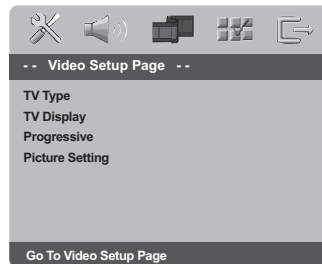 - -  Video Setup Page  - -
TV Type
TV Display
Progressive
Picture Setting
Go To Video Setup Page